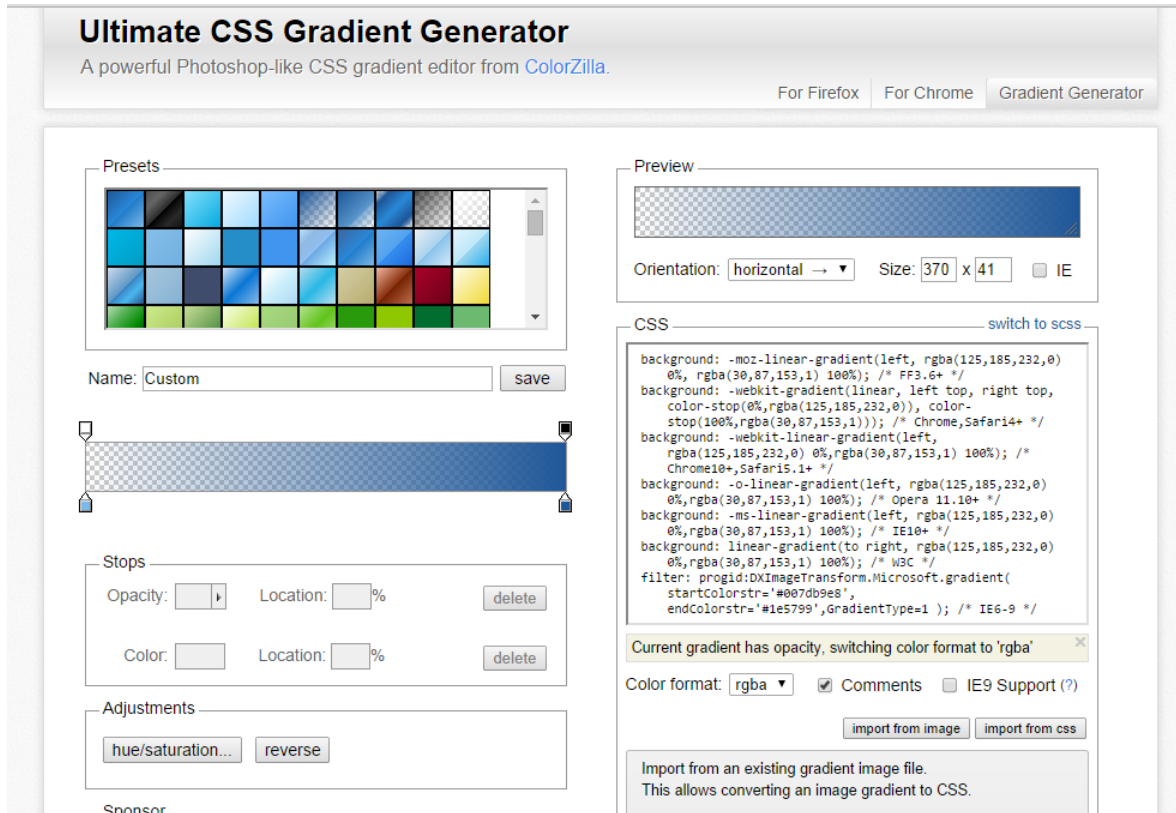 Ultimate CSS Gradient Generator
A powerful Photoshop-like CSS gradient editor from ColorZilla.
For Firefox For Chrome Gradient Generator
Presets
Name: Custom save
Stops
Opacity: Location: % delete
Color: Location: % delete
Adjustments
hue/saturation... reverse
Sponsor
Preview
Orientation: horizontal → Size: 370 x 41 IE
CSS switch to scss
background: -moz-linear-gradient(left, rgba(125,185,232,0)
0%, rgba(30,87,153,1) 100%); /* FF3.6+ */
background: -webkit-gradient(linear, left top, right top,
color-stop(0%,rgba(125,185,232,0)), color-
stop(100%,rgba(30,87,153,1))); /* Chrome,Safari4+ */
background: -webkit-linear-gradient(left,
rgba(125,185,232,0) 0%,rgba(30,87,153,1) 100%); /*
Chrome10+,Safari5.1+ */
background: -o-linear-gradient(left, rgba(125,185,232,0)
0%,rgba(30,87,153,1) 100%); /* Opera 11.10+ */
background: -ms-linear-gradient(left, rgba(125,185,232,0)
0%,rgba(30,87,153,1) 100%); /* IE10+ */
background: linear-gradient(to right, rgba(125,185,232,0)
0%,rgba(30,87,153,1) 100%); /* W3C */
filter: progid:DXImageTransform.Microsoft.gradient(
startColorstr='#007db9e8',
endColorstr='#1e5799',GradientType=1 ); /* IE6-9 */
Current gradient has opacity, switching color format to 'rgba'
Color format: rgba Comments IE9 Support (?)
import from image import from css
Import from an existing gradient image file.
This allows converting an image gradient to CSS.